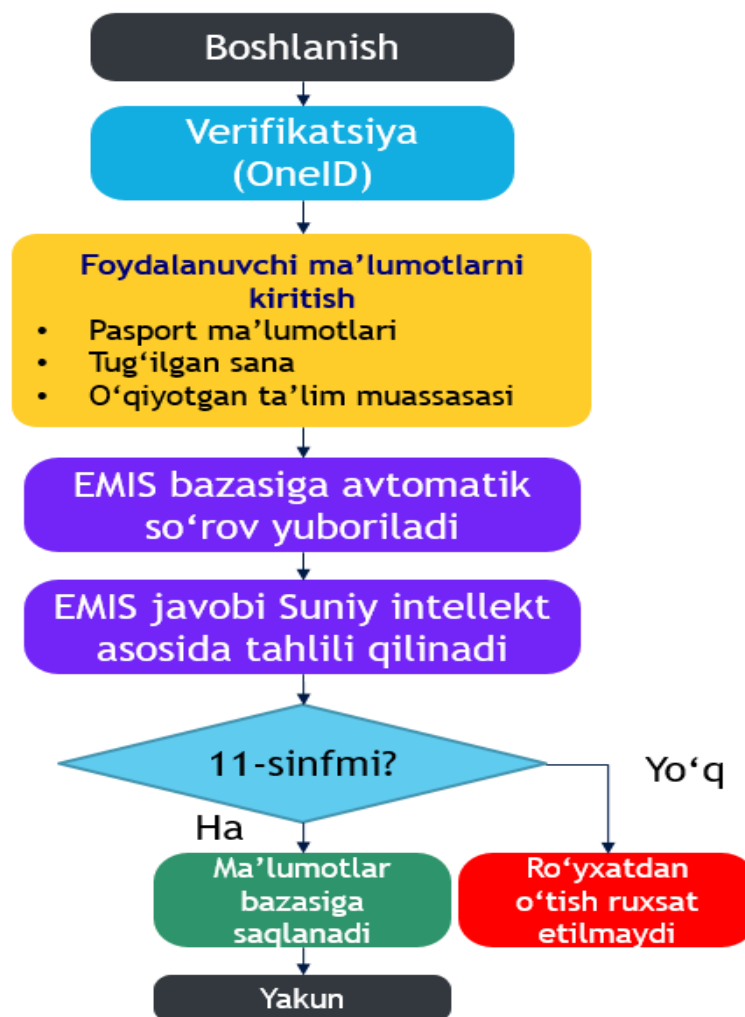 Boshlanish
Verifikatsiya
(OneID)
Foydalanuvchi ma’lumotlarni
kiritish
• Pasport ma’lumotlari
• Tug‘ilgan sana
• O‘qiyotgan ta’lim muassasasi
EMIS bazasiga avtomatik
so‘rov yuboriladi
EMIS javobi Suniy intellekt
asosida tahlili qilinadi
11-sinfmi?
Yo‘q
Ha
Ma’lumotlar
bazasiga
saqlanadi
Ro‘yxatdan
o‘tish ruxsat
etilmaydi
Yakun